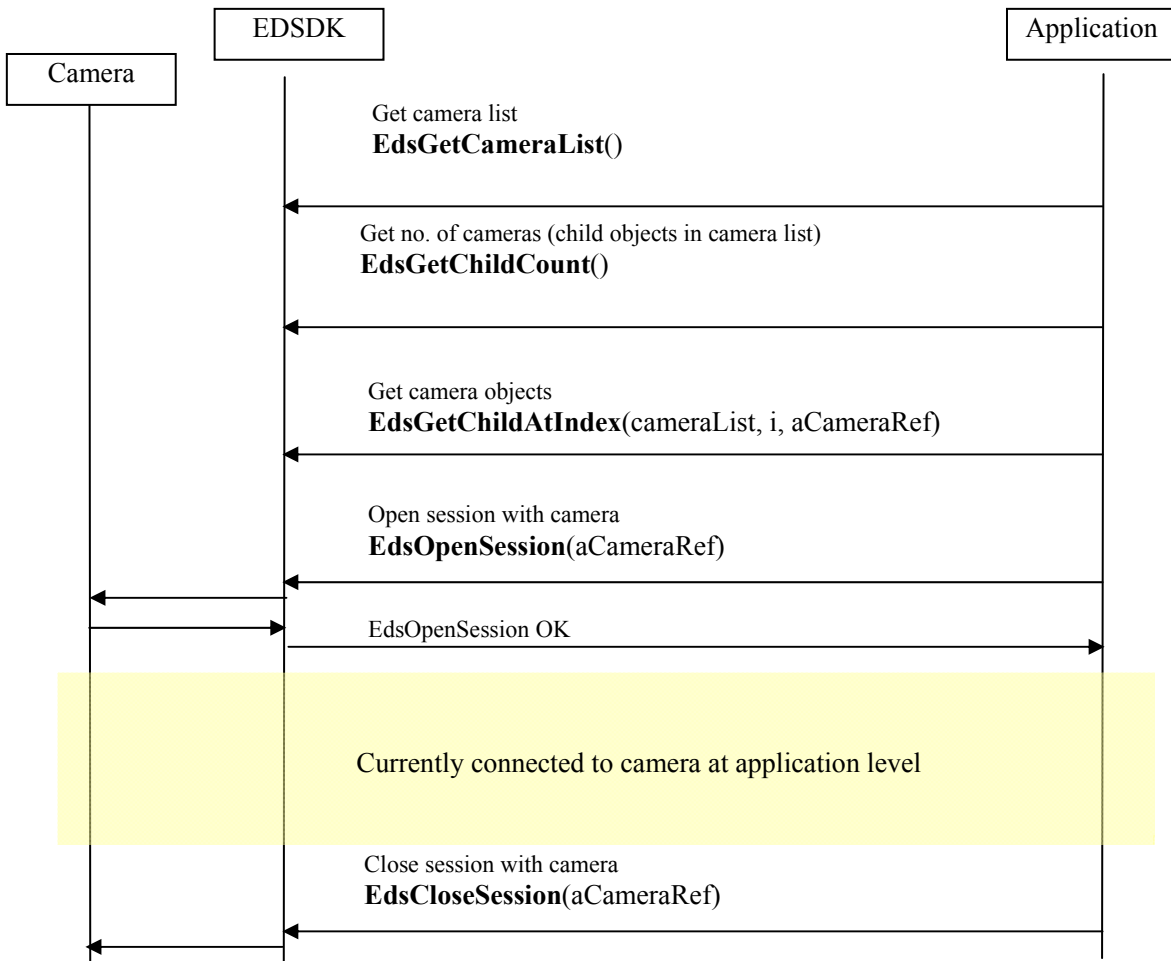 EDSDK
Application
Camera
Get camera list
EdsGetCameraList()
Get no. of cameras (child objects in camera list)
EdsGetChildCount()
Get camera objects
EdsGetChildAtIndex(cameraList, i, aCameraRef)
Open session with camera
EdsOpenSession(aCameraRef)
EdsOpenSession OK
Currently connected to camera at application level
Close session with camera
EdsCloseSession(aCameraRef)